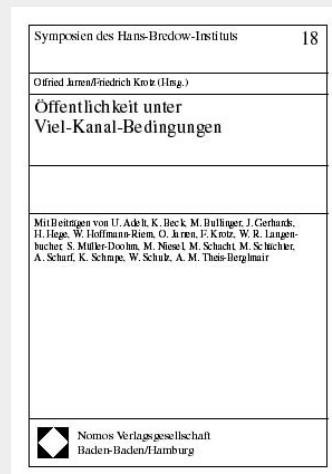 Symposien des Hans-Bredow-Instituts 18
Otfried Jarren/Friedrich Krotz (Hrsg.)
Öffentlichkeit unter
Viel-Kanal-Bedingungen
Mit Beiträgen von U. Adelt, K. Beck, M. Bullinger, J. Gerhards,
H. Hege, W. Hoffmann-Riem, O. Jarren, F. Krotz, W. R. Langen-
bucher, S. Müller-Doohm, M. Niesel, M. Schacht, M. Schächter,
A. Scharf, K. Schrape, W. Schulz, A. M. Theis-Berglmair
Nomos Verlagsgesellschaft
Baden-Baden/Hamburg